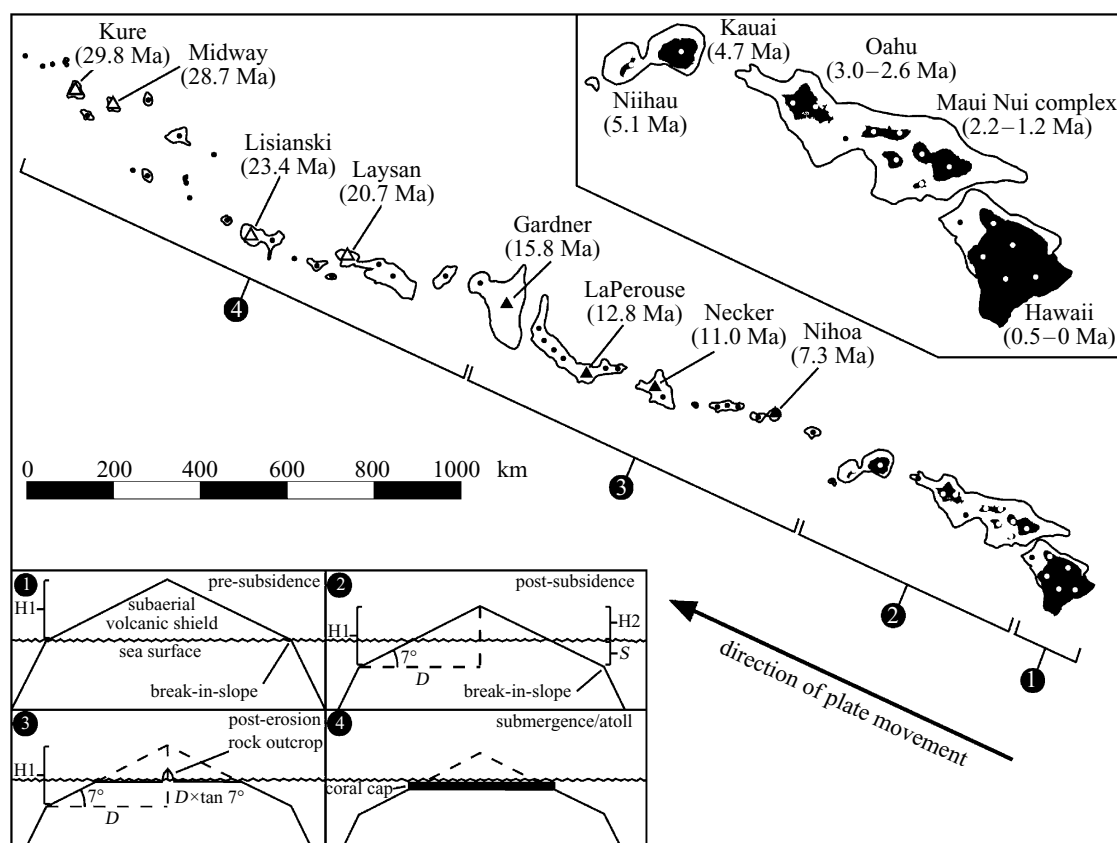 Kure
(29.8 Ma)
Midway
(28.7 Ma)
Lisianski
(23.4 Ma)
Laysan
(20.7 Ma)
Gardner
(15.8 Ma)
LaPerouse
(12.8 Ma)
Necker
(11.0 Ma)
Nihoa
(7.3 Ma)
Niihau
(5.1 Ma)
Kauai
(4.7 Ma)
Oahu
(3.0–2.6 Ma)
Maui Nui complex
(2.2–1.2 Ma)
Hawaii
(0.5–0 Ma)
4
3
2
1
0 200 400 600 800 1000 km
direction of plate movement
1
pre-subsidence
H1
subaerial
volcanic shield
sea surface
break-in-slope
2
post-subsidence
H1
H2
S
7°
D
break-in-slope
3
post-erosion
rock outcrop
H1
7°
D
D×tan 7°
4
submergence/atoll
coral cap